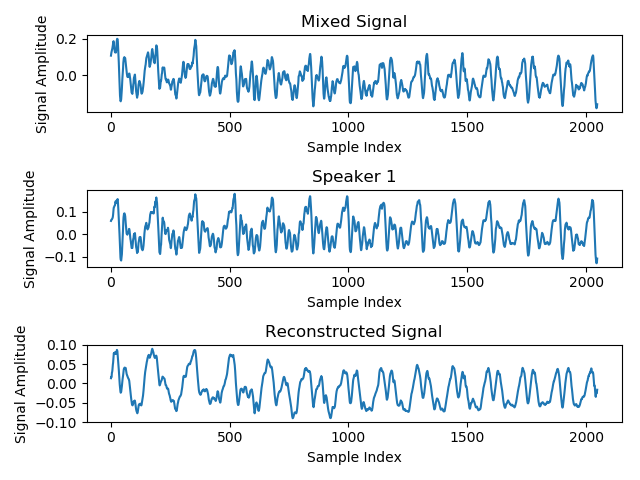 Mixed Signal
Signal Amplitude
0.2
0.0
0
500
1000
1500
2000
Sample Index
Speaker 1
Signal Amplitude
0.1
0.0
−0.1
0
500
1000
1500
2000
Sample Index
Reconstructed Signal
Signal Amplitude
0.10
0.05
0.00
−0.05
−0.10
0
500
1000
1500
2000
Sample Index